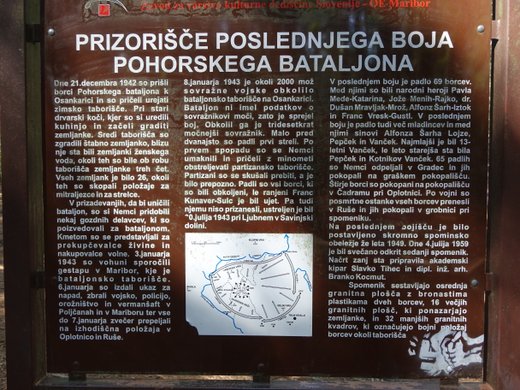 Zavod za varstvo kulturne dediščine Slovenije - OE Maribor
PRIZORIŠČE POSLEDNJEGA BOJA
POHORSKEGA BATALJONA
Dne 21.decembra 1942 so prišli
borci Pohorskega bataljona k
Osankarici in so pričeli urejati
zimsko taborišče. Pri stari
drvarski koči, kjer so si uredili
kuhinjo in začeli graditi
zemljanke. Sredi taborišča so
zgradili štabno zemljanko, blizu
nje sta bili zemljanki ženskega
voda, okoli teh so bile ob robu
taborišča zemljanke treh čet.
Vseh zemljank je bilo 26, okoli
teh so skopali položaje za
mitraljezce in za strelce.
V prizadevanjih, da bi uničili
bataljon, so si Nemci pridobili
nekaj gozdnih delavcev, ki so
poizvedovali za bataljonom.
Kmetom so se predstavljali za
prekupčevalce živine in
nakupovalce volne. 3.januarja
1943 so vohuni sporočili
gestapu v Maribor, kje je
bataljonsko taborišče.
6.januarja so izdali ukaz za
napad, zbrali vojsko, policijo,
orožništvo in vermanšaft v
Poljčanah in v Mariboru ter vse
do 7.januarja zvečer prepeljali
na izhodiščna položaja v
Oplotnico in Ruše.
8.januarja 1943 je okoli 2000 mož
sovražne vojske obkolilo
bataljonsko taborišče na Osankarici.
Bataljon ni imel podatkov o
sovražnikovi moči, zato je sprejel
boj. Obkolil ga je tridesetkrat
močnejši sovražnik. Malo pred
dvanajsto so padli prvi streli. Po
prvem spopadu so se Nemci
umaknili in pričeli z minometi
obstreljevati partizansko taborišče.
Partizani so se skušali prebiti, a je
bilo prepozno. Padli so vsi borci, ki
so bili obkoljeni, le ranjeni Franc
Kunaver-Sulc je bil ujet. Pa tudi
njemu niso prizanesli, ustreljen je bil
"0.julija 1943 pri Ljubnem v Savinjski
dolini.
V poslednjem boju je padlo 69 borcev.
Med njimi so bili narodni heroji Pavla
Mede-Katarina, Jože Menih-Rajko, dr.
Dušan Mravljak-Mrož, Alfonz Šarh-Iztok
in Franc Vrask-Gustl. V poslednjem
boju je padlo tudi več mladincev in med
njimi sinovi Alfonza Šarha Lojze,
Pepček in Vanček. Najmlajši je bil 13-
letni Vanček, le leto starejša sta bila
Pepček in Kotnikov Vanček. 65 padlih
so Nemci odpeljali v Gradec in jih
pokopali na graškem pokopališču.
Štirje borci so pokopani na pokopališču
v Čadramu pri Oplotnici. Po vojni so
posmrtne ostanke vseh borcev prenesli
v Ruše in jih pokopali v grobnici pri
spomeniku.
Na poslednjem bojišču je bilo
postavljeno skromno spominsko
obeležje že leta 1949. Dne 4.julija 1959
je bil svečano odkrit sedanji spomenik.
Načrt zanj sta pripravila akademski
kipar Slavko Tihec in dipl. inž. arh.
Branko Kocmut.
Spomenik sestavljajo osrednja
granitna plošča z bronastima
plastikama dveh borcev, 16 večjih
granitnih plošč, ki ponazarjajo
zemljanke, in 32 manjših granitnih
kvadrov, ki označujejo bojni položaj
borcev okoli taborišča